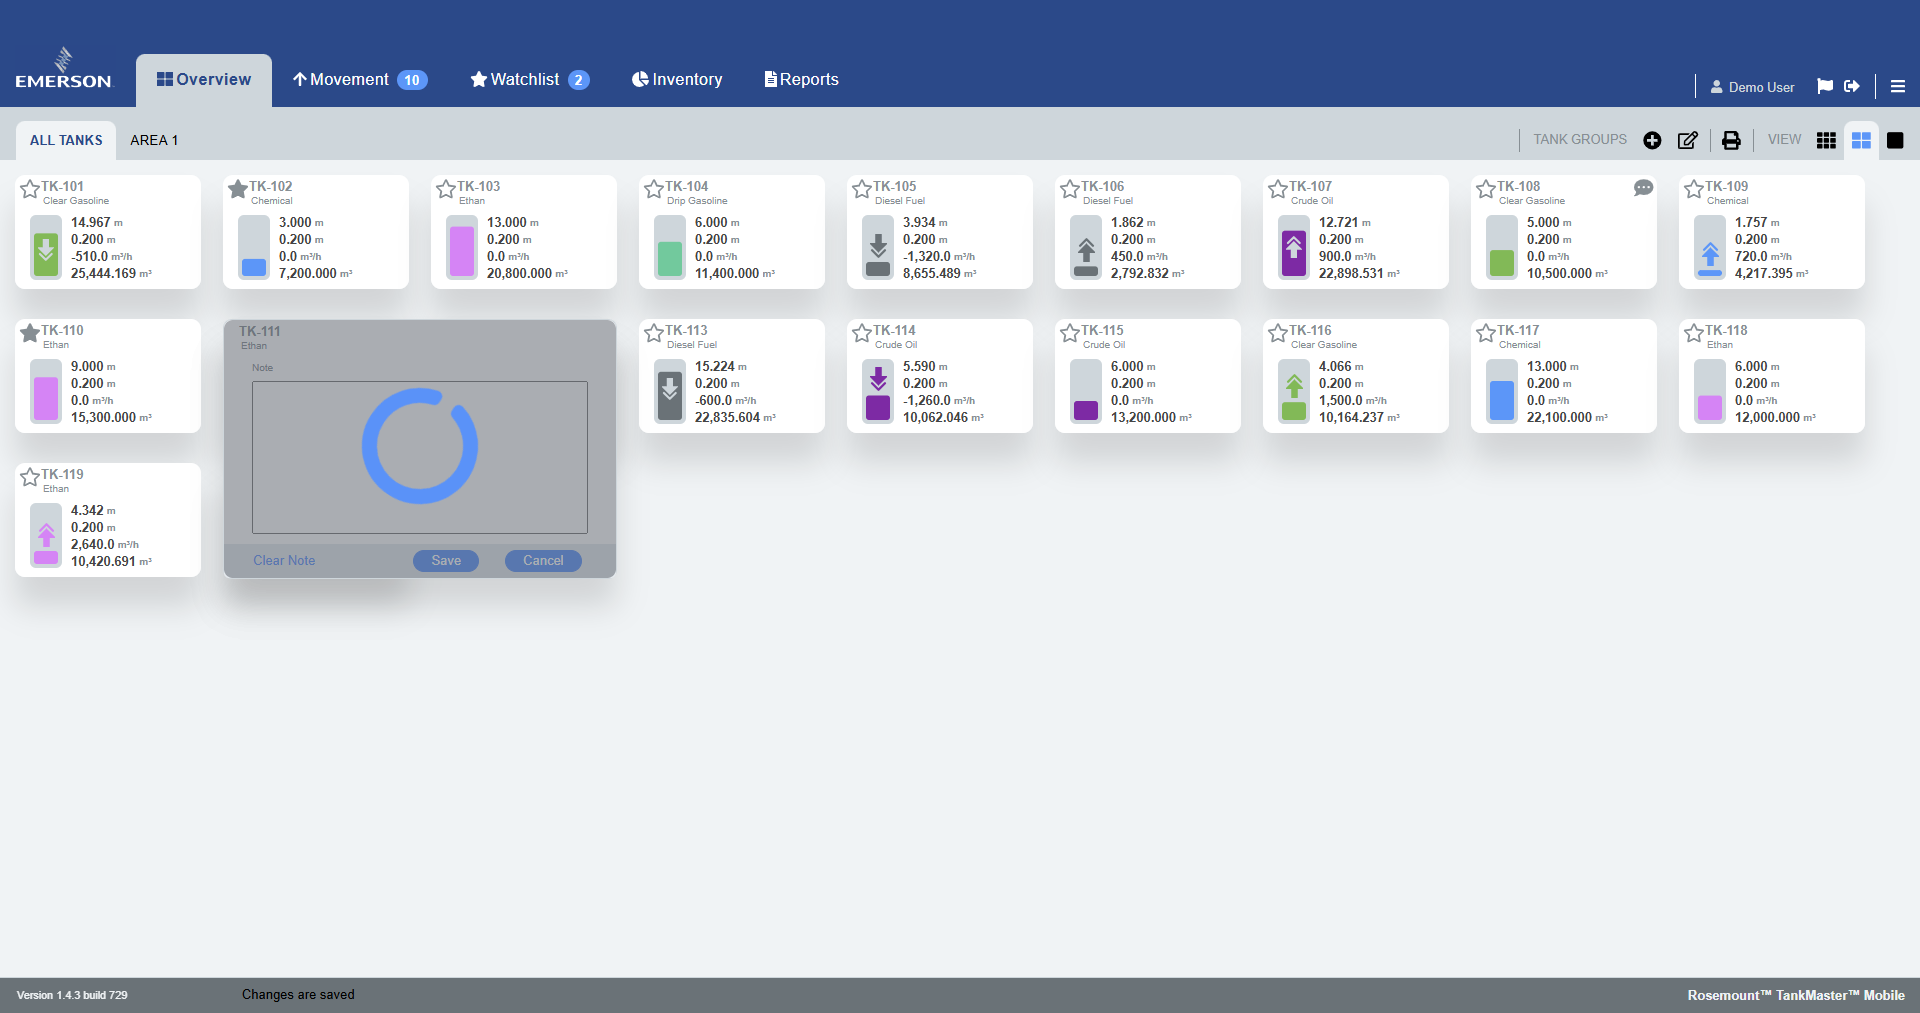 EMERSON
Overview
Movement 10
Watchlist 2
Inventory
Reports
Demo User
ALL TANKS
AREA 1
TANK GROUPS
VIEW
TK-101
Clear Gasoline
14.967 m
0.200 m
-510.0 m³/h
25,444.169 m³
TK-102
Chemical
3.000 m
0.200 m
0.0 m³/h
7,200.000 m³
TK-103
Ethan
13.000 m
0.200 m
0.0 m³/h
20,800.000 m³
TK-104
Drip Gasoline
6.000 m
0.200 m
0.0 m³/h
11,400.000 m³
TK-105
Diesel Fuel
3.934 m
0.200 m
-1,320.0 m³/h
8,655.489 m³
TK-106
Diesel Fuel
1.862 m
0.200 m
450.0 m³/h
2,792.832 m³
TK-107
Crude Oil
12.721 m
0.200 m
900.0 m³/h
22,898.531 m³
TK-108
Clear Gasoline
5.000 m
0.200 m
0.0 m³/h
10,500.000 m³
TK-109
Chemical
1.757 m
0.200 m
720.0 m³/h
4,217.395 m³
TK-110
Ethan
9.000 m
0.200 m
0.0 m³/h
15,300.000 m³
TK-111
Ethan
Note
Clear Note
Save
Cancel
TK-113
Diesel Fuel
15.224 m
0.200 m
-600.0 m³/h
22,835.604 m³
TK-114
Crude Oil
5.590 m
0.200 m
-1,260.0 m³/h
10,062.046 m³
TK-115
Crude Oil
6.000 m
0.200 m
0.0 m³/h
13,200.000 m³
TK-116
Clear Gasoline
4.066 m
0.200 m
1,500.0 m³/h
10,164.237 m³
TK-117
Chemical
13.000 m
0.200 m
0.0 m³/h
22,100.000 m³
TK-118
Ethan
6.000 m
0.200 m
0.0 m³/h
12,000.000 m³
TK-119
Ethan
4.342 m
0.200 m
2,640.0 m³/h
10,420.691 m³
Version 1.4.3 build 729
Changes are saved
Rosemount™ TankMaster™ Mobile